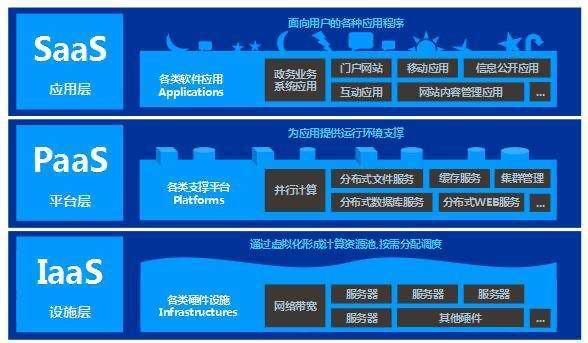 SaaS
应用层
面向用户的各种应用程序
各类软件应用
Applications
政务业务
系统应用
门户网站
移动应用
信息公开应用
互动应用
网站内容管理应用
...
PaaS
平台层
为应用提供运行环境支撑
各类支撑平台
Platforms
并行计算
分布式文件服务
缓存服务
集群管理
分布式数据库服务
分布式WEB服务
...
IaaS
设施层
通过虚拟化形成计算资源池,按需分配调度
各类硬件设施
Infrastructures
网络带宽
服务器
服务器
服务器
服务器
其他硬件
...